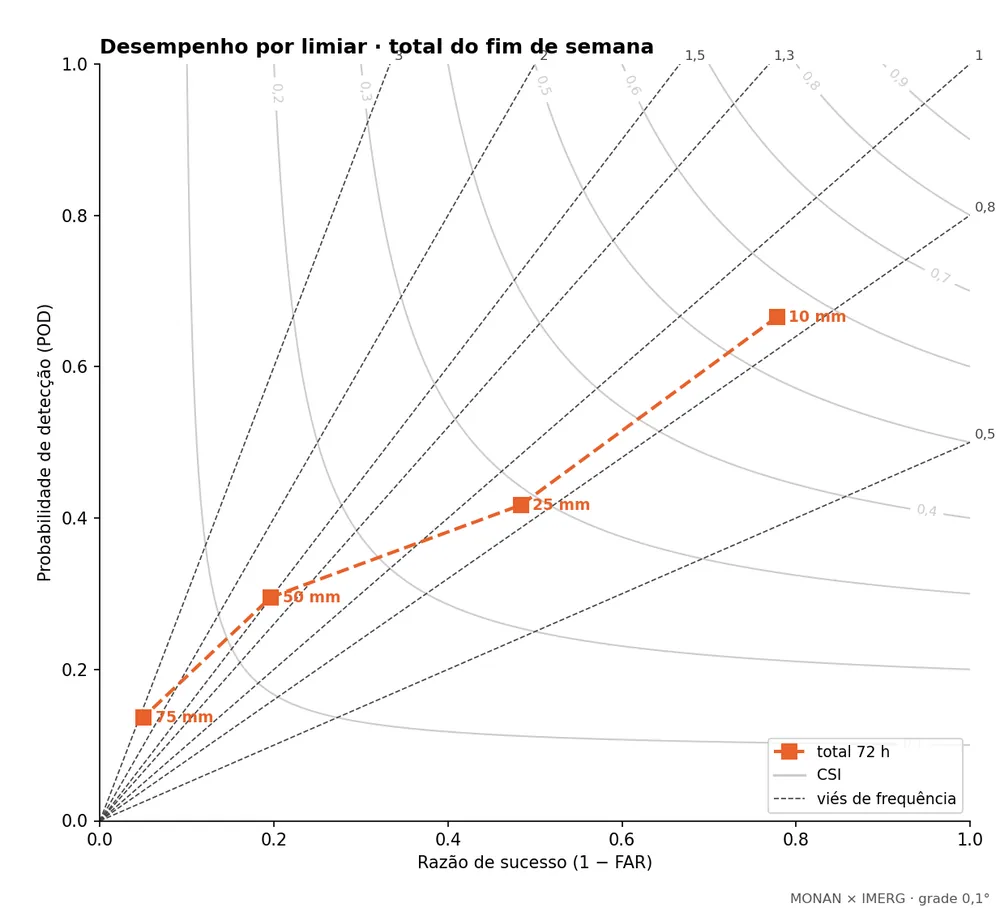 Desempenho por limiar · total do fim de semana
3
2
1,5
1,3
1
0,8
0,5
0,2
0,3
0,5
0,6
0,8
0,9
0,7
0,4
1.0
0.8
0.6
0.4
0.2
0.0
Probabilidade de detecção (POD)
10 mm
25 mm
50 mm
75 mm
total 72 h
CSI
viés de frequência
0.0
0.2
0.4
0.6
0.8
1.0
Razão de sucesso (1 − FAR)
MONAN × IMERG · grade 0,1°